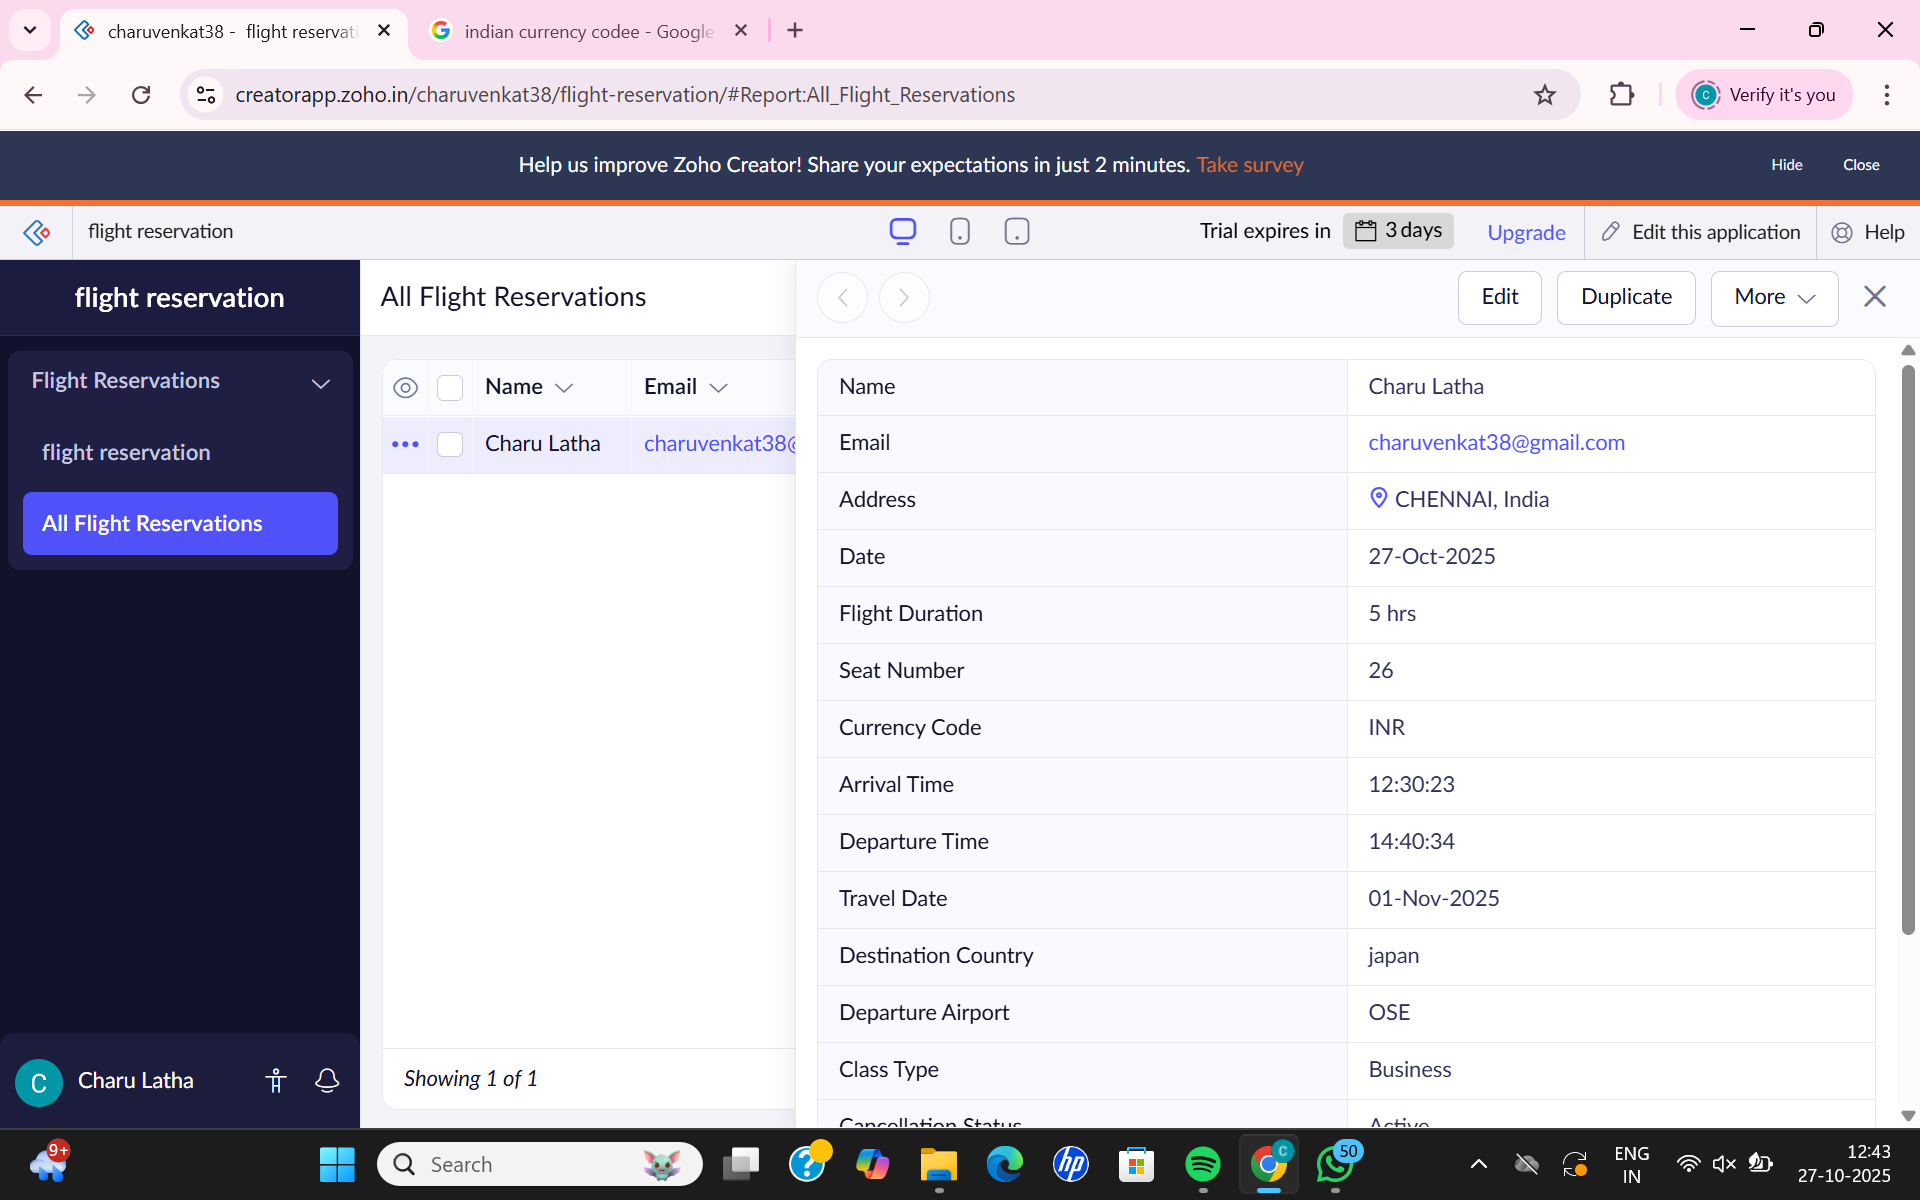 charuvenkat38 - flight reservati
indian currency codee - Google
creatorapp.zoho.in/charuvenkat38/flight-reservation/#Report:All_Flight_Reservations
C
Verify it's you
Help us improve Zoho Creator! Share your expectations in just 2 minutes. Take survey
Hide
Close
flight reservation
Trial expires in
3 days
Upgrade
Edit this application
Help
flight reservation
Flight Reservations
flight reservation
All Flight Reservations
C
Charu Latha
All Flight Reservations
Name
Email
Charu Latha
charuvenkat38@
Showing 1 of 1
Edit
Duplicate
More
Name
Charu Latha
Email
charuvenkat38@gmail.com
Address
CHENNAI, India
Date
27-Oct-2025
Flight Duration
5 hrs
Seat Number
26
Currency Code
INR
Arrival Time
12:30:23
Departure Time
14:40:34
Travel Date
01-Nov-2025
Destination Country
japan
Departure Airport
OSE
Class Type
Business
Cancellation Status
Active
9+
Search
hp
C
50
ENG
IN
12:43
27-10-2025